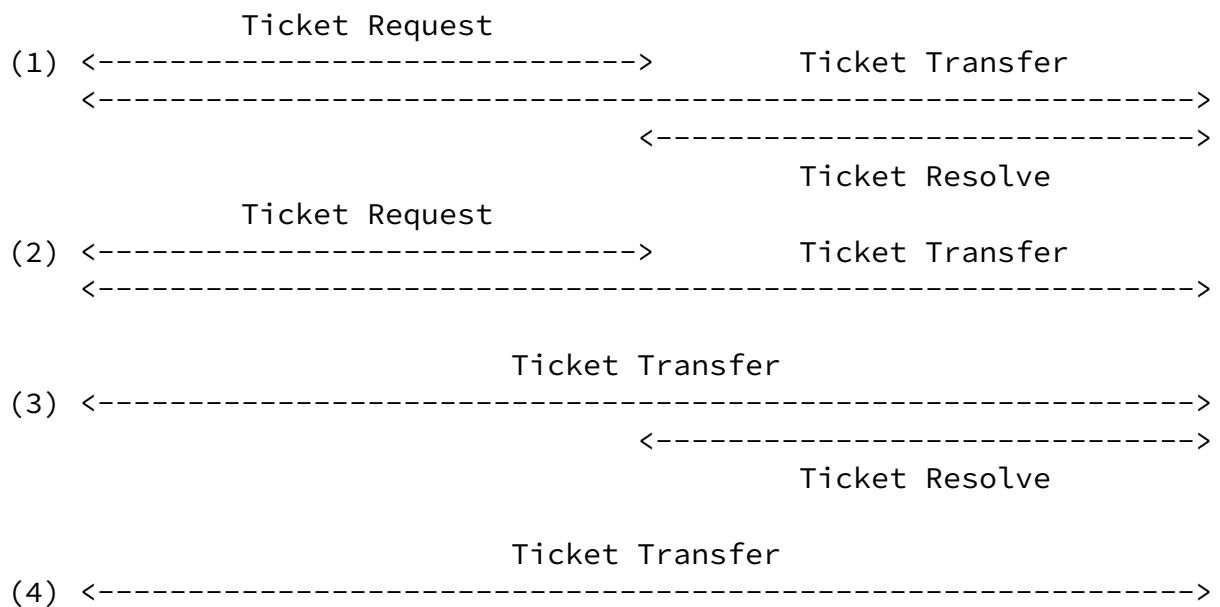 Ticket Request
(1) <------------------------------> Ticket Transfer
<------------------------------------------------------------->
<------------------------------>
Ticket Resolve
Ticket Request
(2) <------------------------------> Ticket Transfer
<------------------------------------------------------------->
Ticket Transfer
(3) <------------------------------------------------------------->
<------------------------------>
Ticket Resolve
Ticket Transfer
(4) <------------------------------------------------------------->